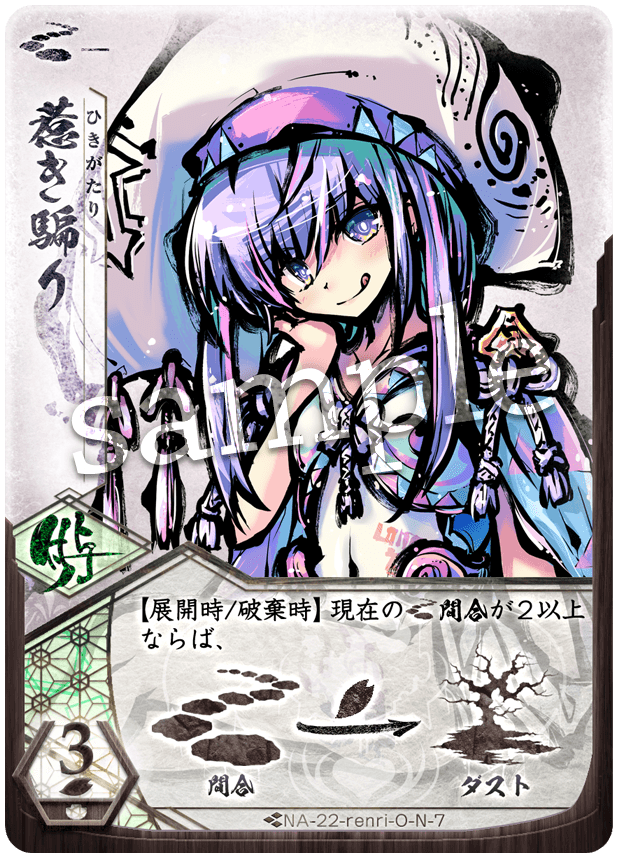 惹き騙り
ひきがたり
sample
付与
【展開時/破棄時】現在の間合が2以上
ならば、
間合
ダスト
3
NA-22-renri-O-N-7